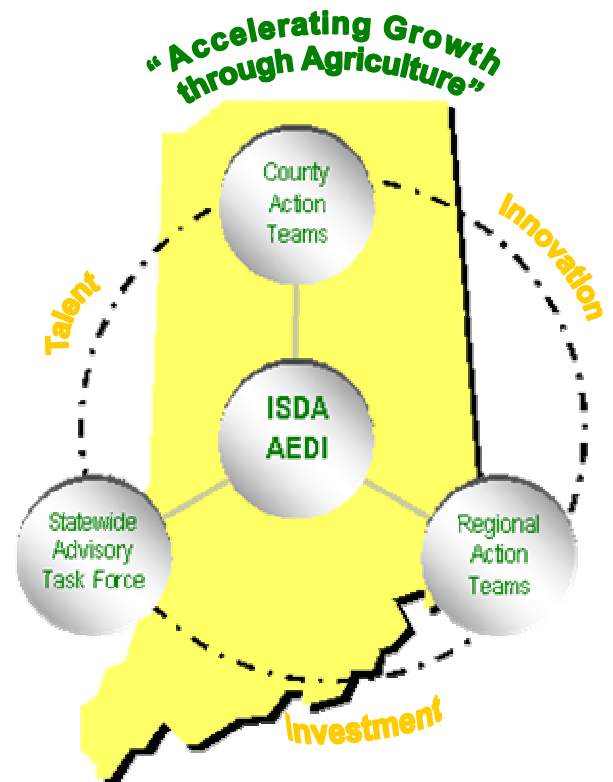 “Accelerating Growth
through Agriculture”
County
Action
Teams
Innovation
Talent
ISDA
AEDI
Statewide
Advisory
Task Force
Regional
Action
Teams
Investment